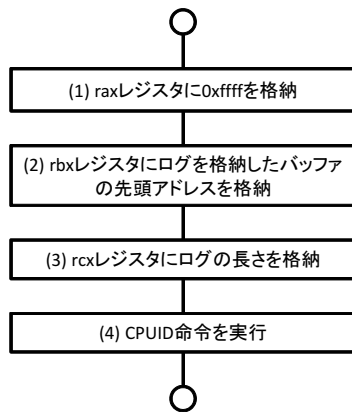 (1) raxレジスタに0xffffを格納
(2) rbxレジスタにログを格納したバッファ
の先頭アドレスを格納
(3) rcxレジスタにログの長さを格納
(4) CPUID命令を実行